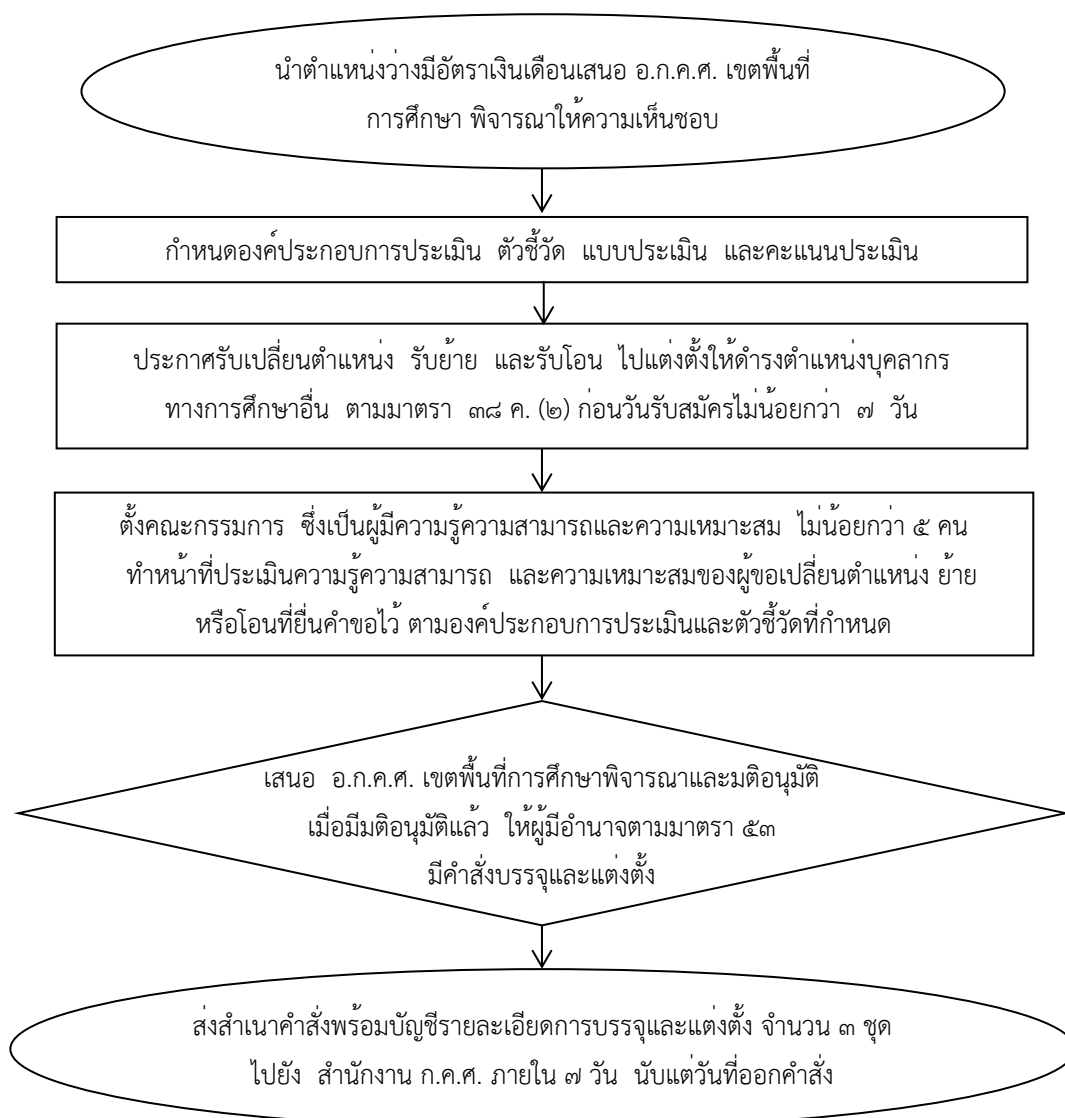 นำตำแหน่งว่างมีอัตราเงินเดือนเสนอ อ.ก.ค.ศ. เขตพื้นที่
การศึกษา พิจารณาให้ความเห็นชอบ
กำหนดองค์ประกอบการประเมิน ตัวชี้วัด แบบประเมิน และคะแนนประเมิน
ประกาศรับเปลี่ยนตำแหน่ง รับย้าย และรับโอน ไปแต่งตั้งให้ดำรงตำแหน่งบุคลากร
ทางการศึกษาอื่น ตามมาตรา ๓๘ ค. (๒) ก่อนวันรับสมัครไม่น้อยกว่า ๗ วัน
ตั้งคณะกรรมการ ซึ่งเป็นผู้มีความรู้ความสามารถและความเหมาะสม ไม่น้อยกว่า ๕ คน
ทำหน้าที่ประเมินความรู้ความสามารถ และความเหมาะสมของผู้ขอเปลี่ยนตำแหน่ง ย้าย
หรือโอนที่ยื่นคำขอไว้ ตามองค์ประกอบการประเมินและตัวชี้วัดที่กำหนด
เสนอ อ.ก.ค.ศ. เขตพื้นที่การศึกษาพิจารณาและมติอนุมัติ
เมื่อมีมติอนุมัติแล้ว ให้ผู้มีอำนาจตามมาตรา ๕๓
มีคำสั่งบรรจุและแต่งตั้ง
ส่งสำเนาคำสั่งพร้อมบัญชีรายละเอียดการบรรจุและแต่งตั้ง จำนวน ๓ ชุด
ไปยัง สำนักงาน ก.ค.ศ. ภายใน ๗ วัน นับแต่วันที่ออกคำสั่ง